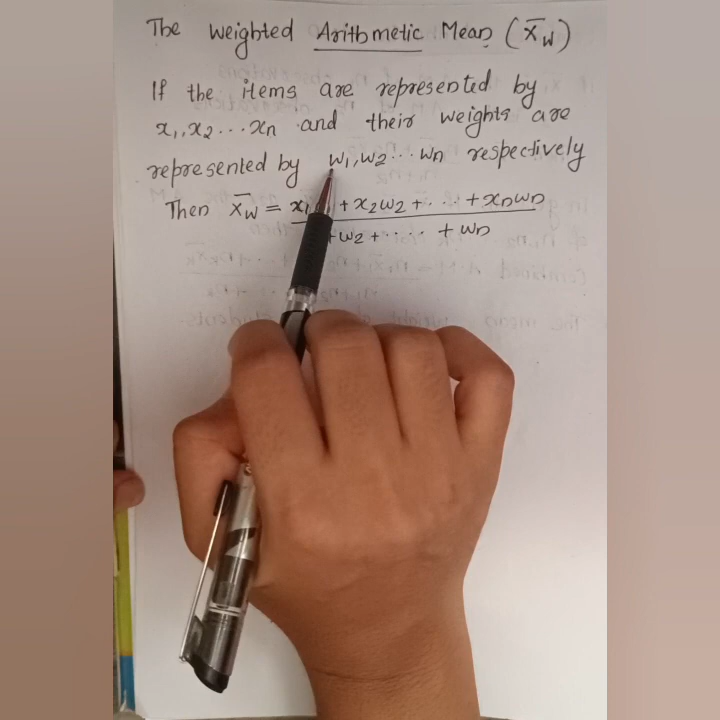 The weighted Arithmetic Mean (x̄w)
If the items are represented by
x₁,x₂...xn and their weights are
represented by w₁,w₂...wn respectively
Then x̄w = x₁ + x₂w₂ + .... + xnwn
+w₂ + ..... + wn